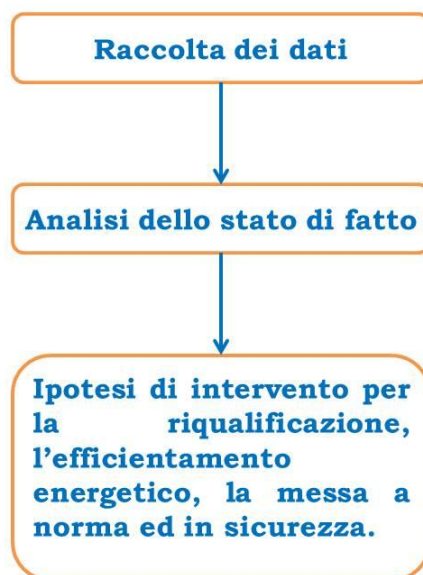 Raccolta dei dati
Analisi dello stato di fatto
Ipotesi di intervento per
la riqualificazione,
l’efficientamento
energetico, la messa a
norma ed in sicurezza.